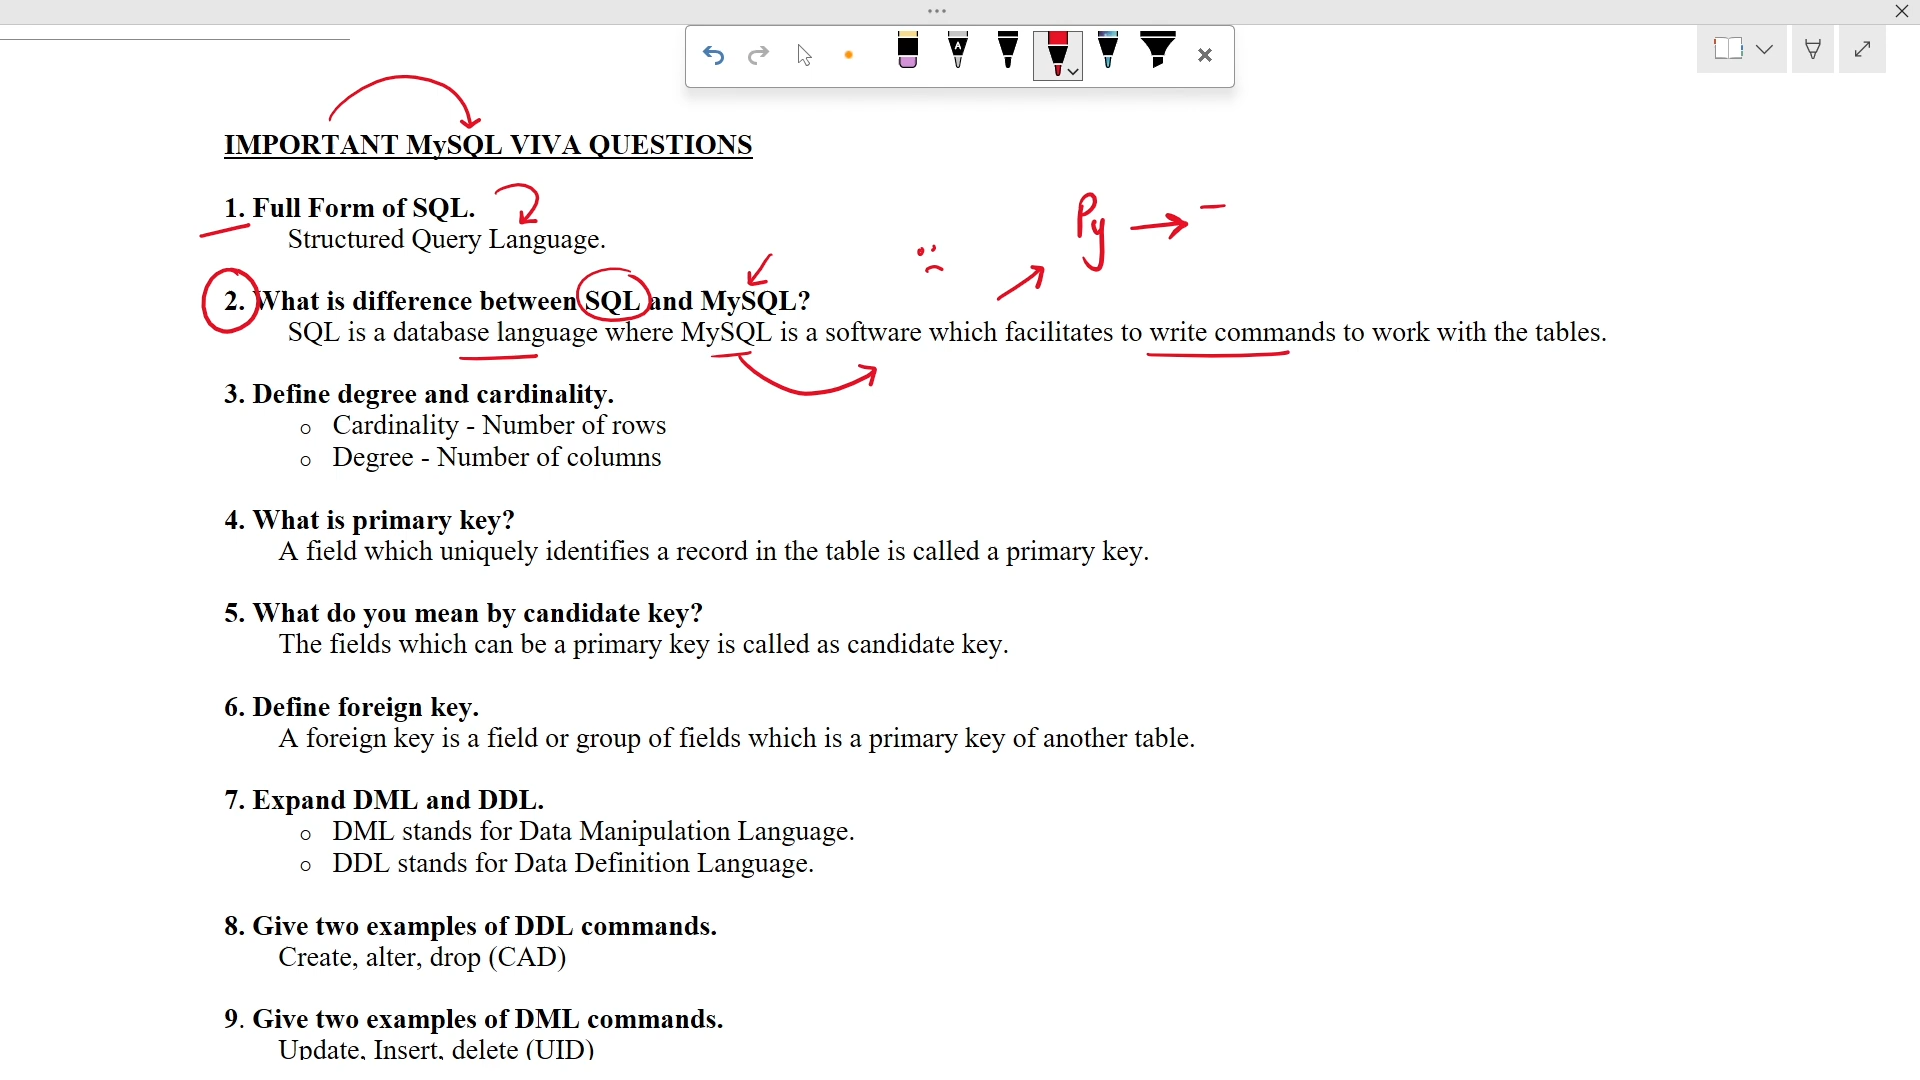 IMPORTANT MySQL VIVA QUESTIONS
1. Full Form of SQL.
Structured Query Language.
Py → -
2. What is difference between SQL and MySQL?
SQL is a database language where MySQL is a software which facilitates to write commands to work with the tables.
3. Define degree and cardinality.
o Cardinality - Number of rows
o Degree - Number of columns
4. What is primary key?
A field which uniquely identifies a record in the table is called a primary key.
5. What do you mean by candidate key?
The fields which can be a primary key is called as candidate key.
6. Define foreign key.
A foreign key is a field or group of fields which is a primary key of another table.
7. Expand DML and DDL.
o DML stands for Data Manipulation Language.
o DDL stands for Data Definition Language.
8. Give two examples of DDL commands.
Create, alter, drop (CAD)
9. Give two examples of DML commands.
Update, Insert, delete (UID)